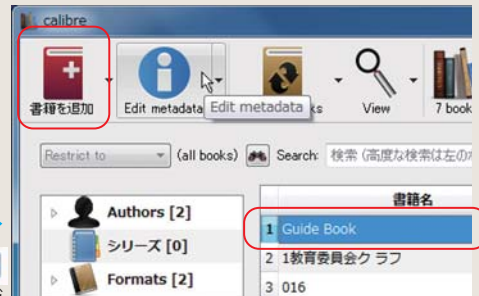 calibre
書籍を追加
Edit metadata
Edit metadata
ks
View
7 book
Restrict to
(all books)
Search:
検索 (高度な検索は左の
書籍名
Authors [2]
1 Guide Book
シリーズ [0]
2 1教育委員会ク ラフ
Formats [2]
3 016